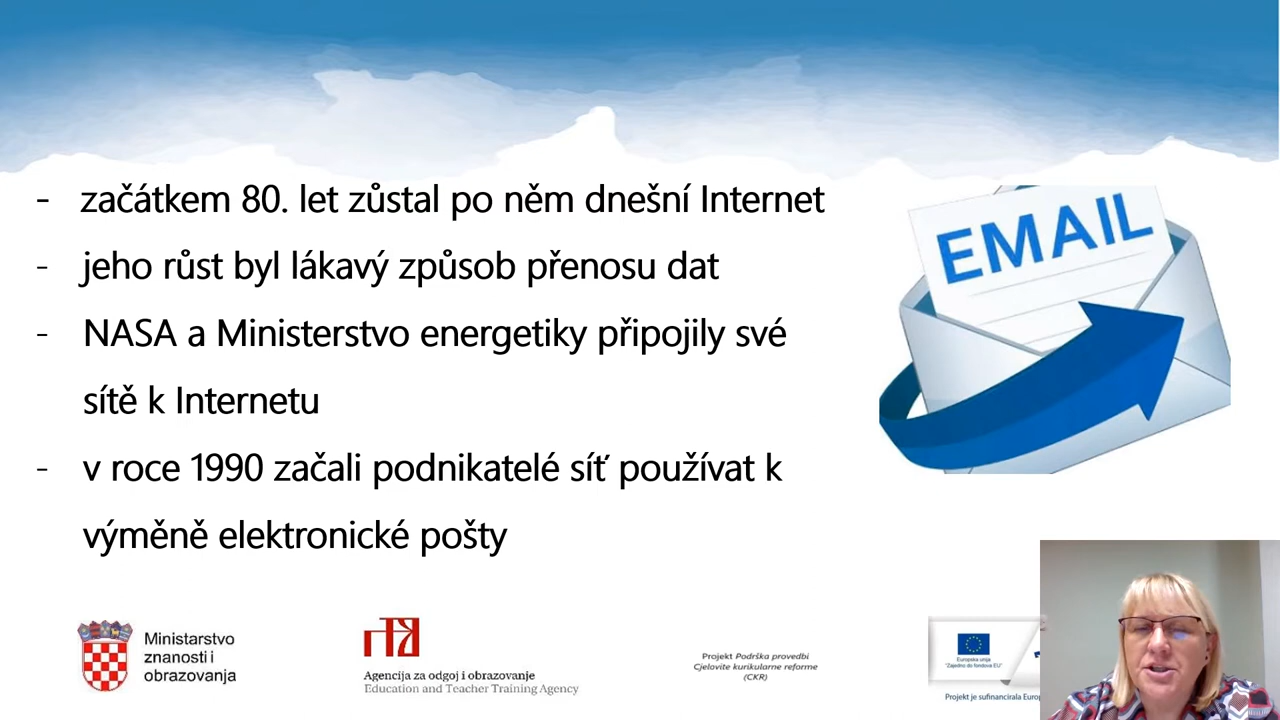 - začátkem 80. let zůstal po něm dnešní Internet
- jeho růst byl lákavý způsob přenosu dat
- NASA a Ministerstvo energetiky připojily své
sítě k Internetu
- v roce 1990 začali podnikatelé síť používat k
výměně elektronické pošty
EMAIL
Ministarstvo
znanosti i
obrazovanja
Agencija za odgoj i obrazovanje
Education and Teacher Training Agency
Projekt Podrška provedbi
Cjelovite kurikularne reforme
(CKR)
Europska unija
"Zajedno do fondova EU"
Projekt je sufinancirala